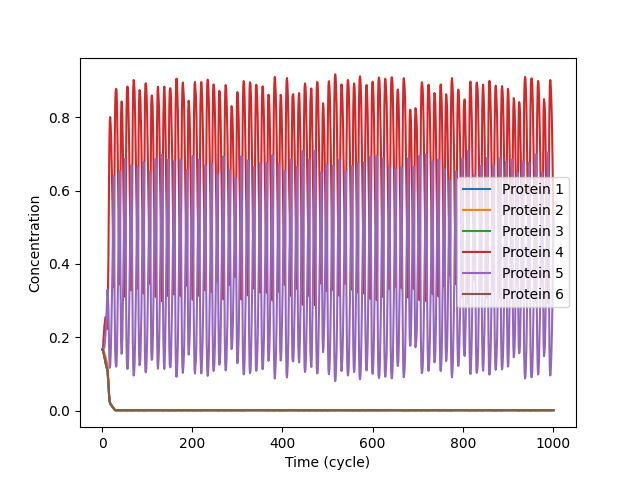 0.8
0.6
0.4
0.2
0.0
Concentration
0
200
400
600
800
1000
Time (cycle)
Protein 1
Protein 2
Protein 3
Protein 4
Protein 5
Protein 6